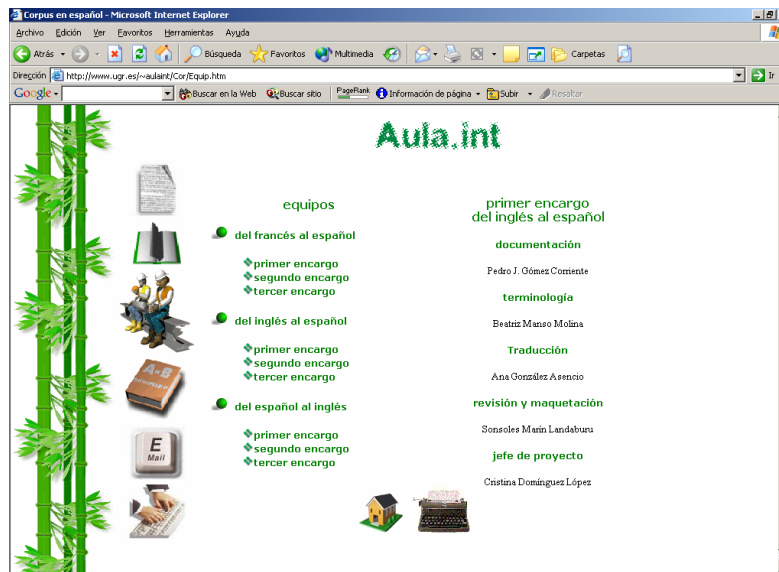 Corpus en español - Microsoft Internet Explorer
Archivo Edición Ver Favoritos Herramientas Ayuda
Atrás Búsqueda Favoritos Multimedia Carpetas
Dirección http://www.ugr.es/~aulaint/Cor/Equip.htm Ir
Google Buscar en la Web Buscar sitio PageRank Información de página Subir Resaltar
Aula.int
equipos
del francés al español
primer encargo
segundo encargo
tercer encargo
del inglés al español
primer encargo
segundo encargo
tercer encargo
del español al inglés
primer encargo
segundo encargo
tercer encargo
primer encargo
del inglés al español
documentación
Pedro J. Gómez Corriente
terminología
Beatriz Manso Molina
Traducción
Ana González Asencio
revisión y maquetación
Sonsoles Marín Landaburu
jefe de proyecto
Cristina Domínguez López
A-B
E
Mail